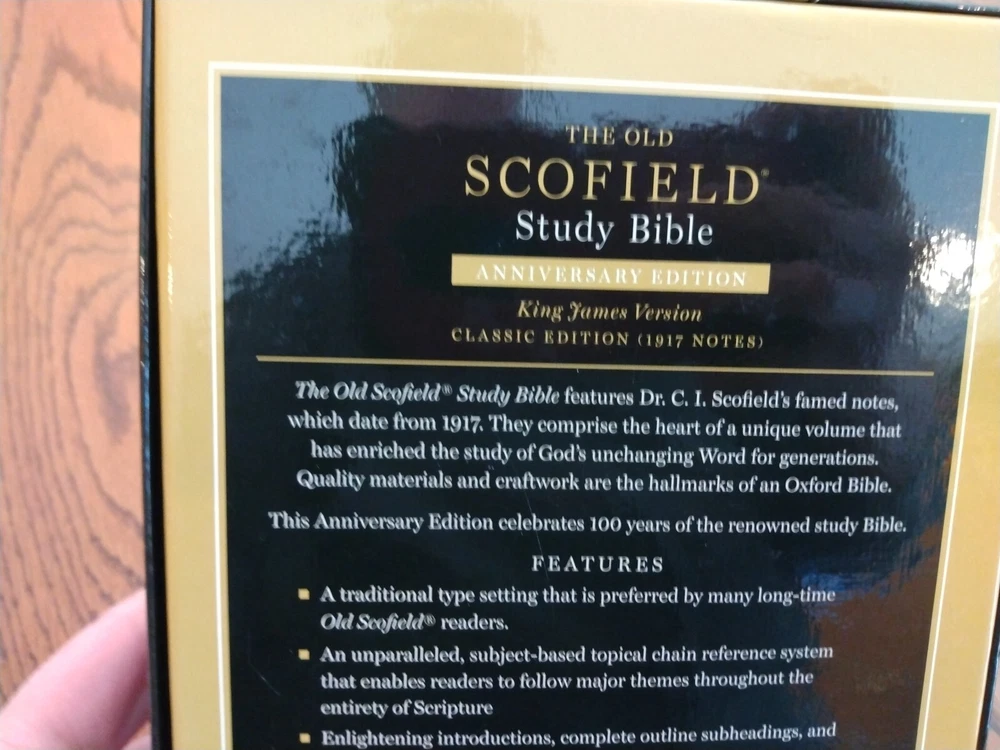 THE OLD
SCOFIELD®
Study Bible
ANNIVERSARY EDITION
King James Version
CLASSIC EDITION (1917 NOTES)
The Old Scofield® Study Bible features Dr. C. I. Scofield's famed notes,
which date from 1917. They comprise the heart of a unique volume that
has enriched the study of God's unchanging Word for generations.
Quality materials and craftwork are the hallmarks of an Oxford Bible.
This Anniversary Edition celebrates 100 years of the renowned study Bible.
FEATURES
▪ A traditional type setting that is preferred by many long-time
Old Scofield® readers.
▪ An unparalleled, subject-based topical chain reference system
that enables readers to follow major themes throughout the
entirety of Scripture
▪ Enlightening introductions, complete outline subheadings, and